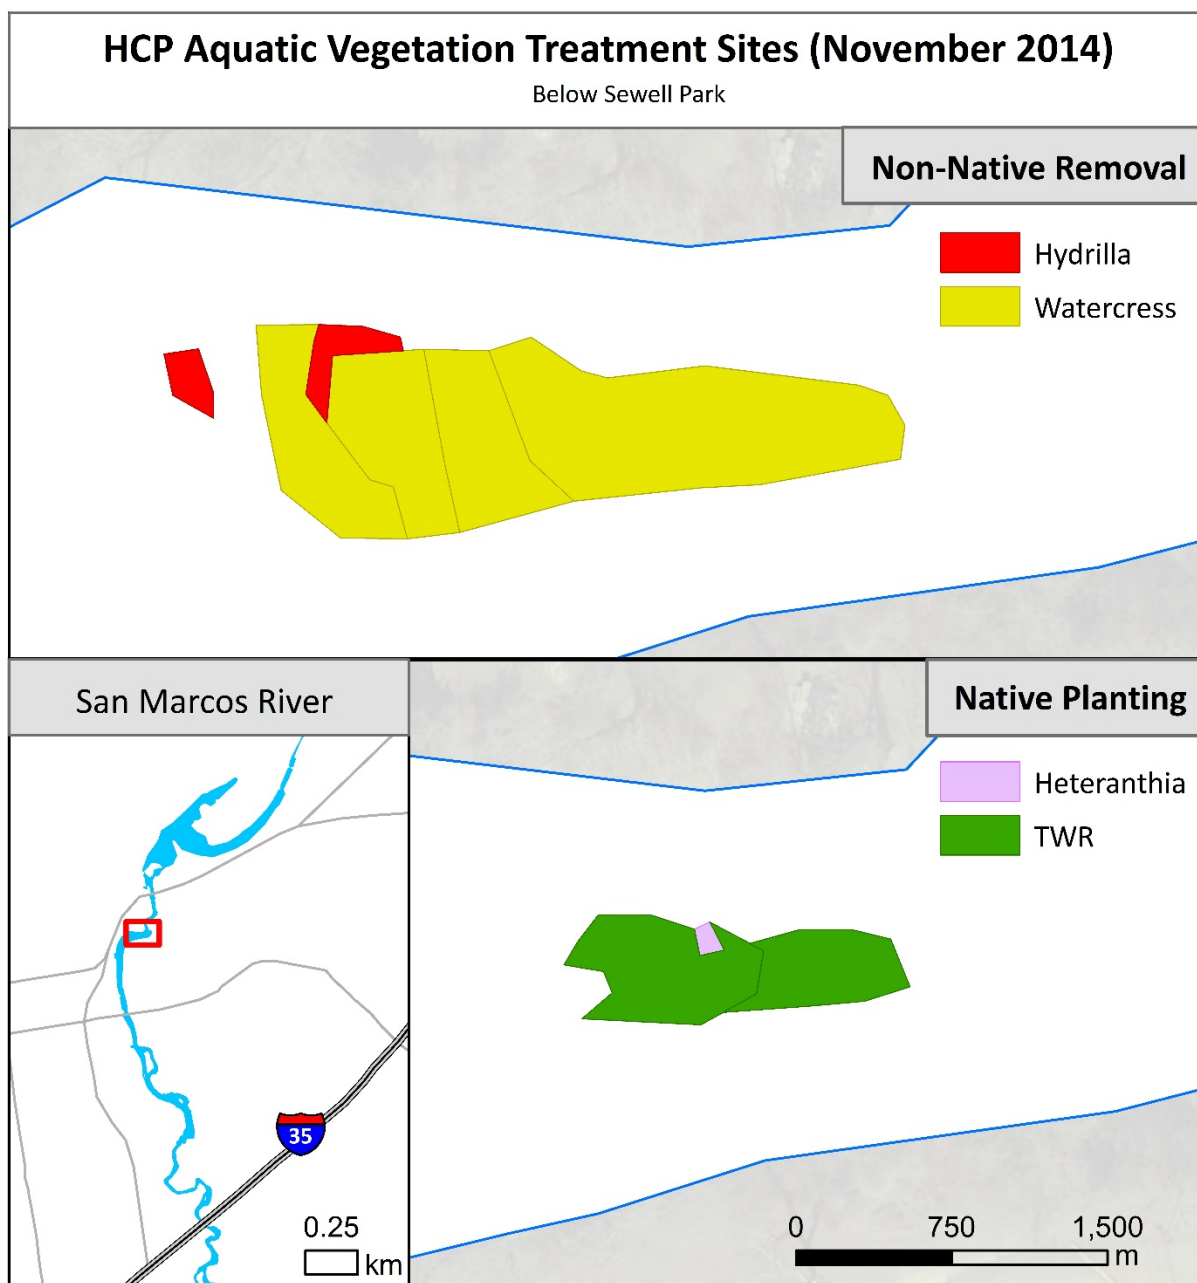 HCP Aquatic Vegetation Treatment Sites (November 2014)
Below Sewell Park
Non-Native Removal
Hydrilla
Watercress
San Marcos River
35
0.25
km
Native Planting
Heteranthia
TWR
0 750 1,500
m